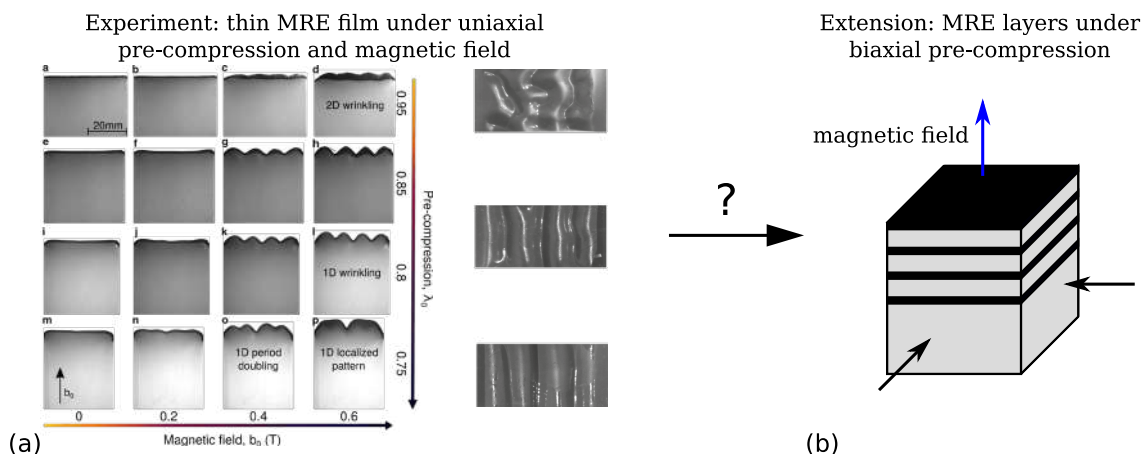 Experiment: thin MRE film under uniaxial
pre-compression and magnetic field
a
b
c
d
2D wrinkling
20mm
0.95
e
f
g
h
0.85
i
j
k
l
1D wrinkling
0.8
m
n
o
p
1D period
doubling
1D localized
pattern
0.75
b₀
Pre-compression, λ₀
0
0.2
0.4
0.6
Magnetic field, b₀ (T)
(a)
?
Extension: MRE layers under
biaxial pre-compression
magnetic field
(b)